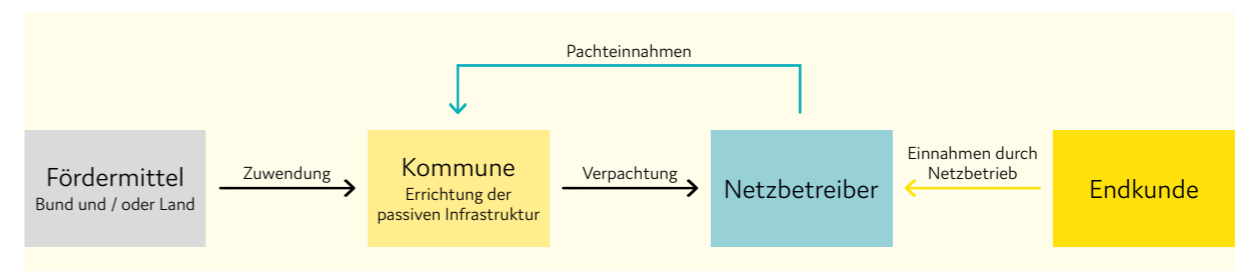 Pachteinnahmen
Fördermittel
Bund und / oder Land
Zuwendung
Kommune
Errichtung der
passiven Infrastruktur
Verpachtung
Netzbetreiber
Einnahmen durch
Netzbetrieb
Endkunde